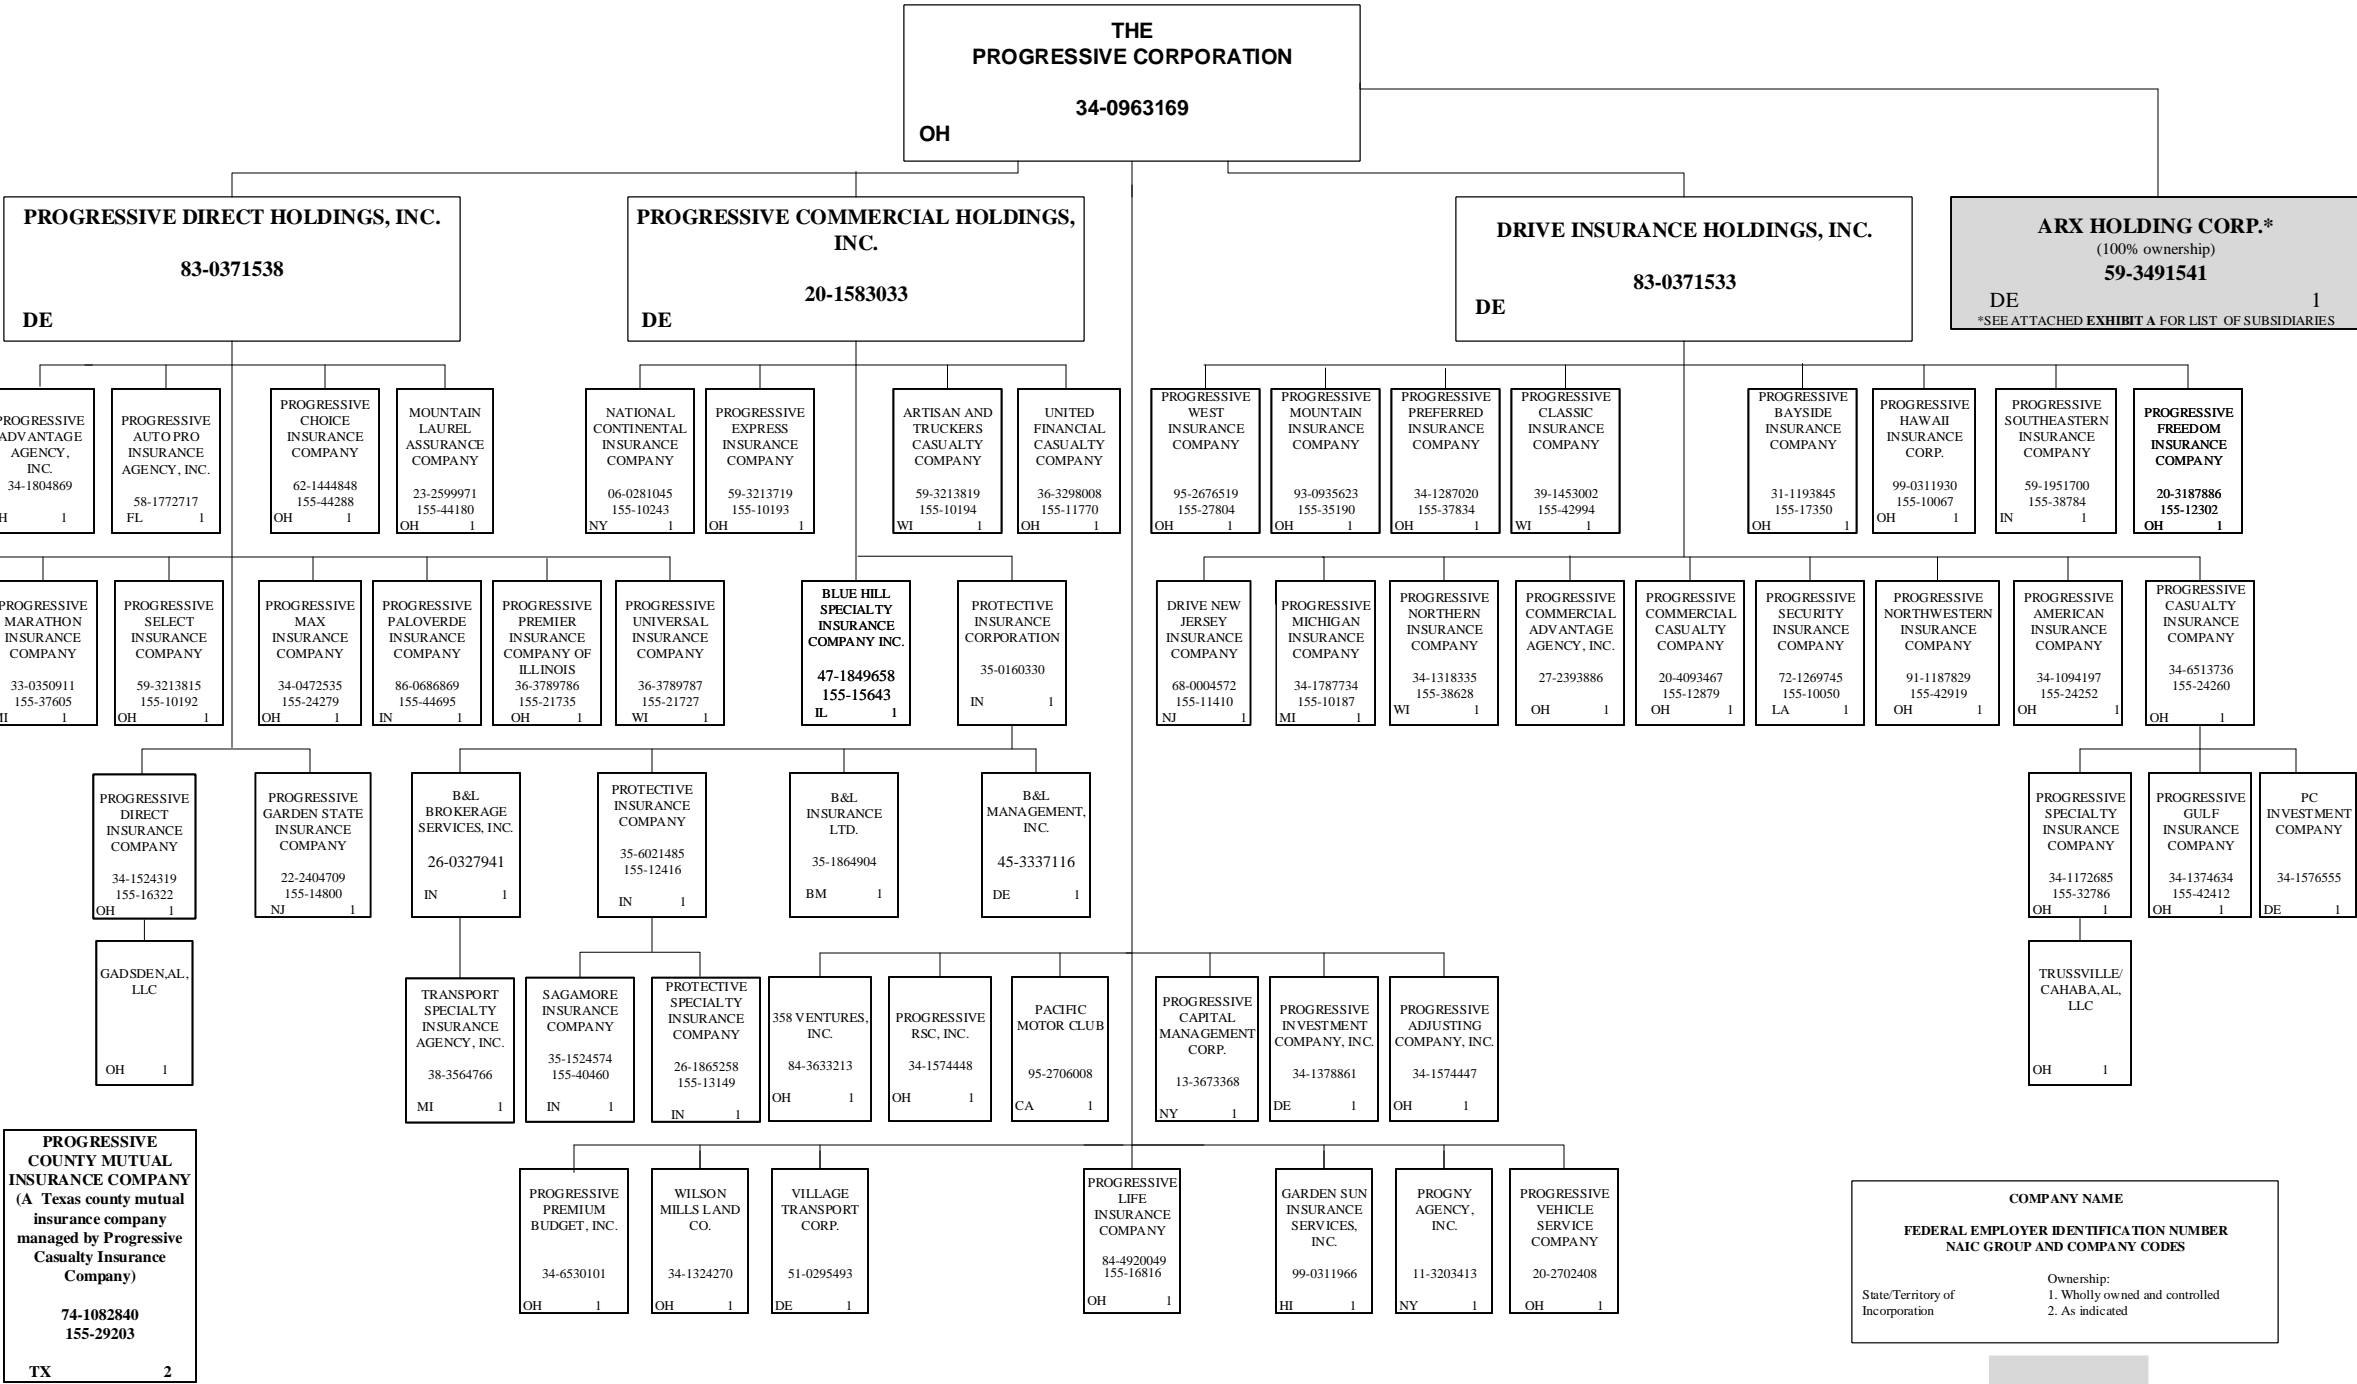 THE
PROGRESSIVE CORPORATION
34-0963169
OH
PROGRESSIVE DIRECT HOLDINGS, INC.
83-0371538
DE
PROGRESSIVE COMMERCIAL HOLDINGS,
INC.
20-1583033
DE
DRIVE INSURANCE HOLDINGS, INC.
83-0371533
DE
ARX HOLDING CORP.*
(100% ownership)
59-3491541
DE 1
*SEE ATTACHED EXHIBIT A FOR LIST OF SUBSIDIARIES
PROGRESSIVE
ADVANTAGE
AGENCY,
INC.
34-1804869
H 1
PROGRESSIVE
AUTO PRO
INSURANCE
AGENCY, INC.
58-1772717
FL 1
PROGRESSIVE
CHOICE
INSURANCE
COMPANY
62-1444848
155-44288
OH 1
MOUNTAIN
LAUREL
ASSURANCE
COMPANY
23-2599971
155-44180
OH 1
NATIONAL
CONTINENTAL
INSURANCE
COMPANY
06-0281045
155-10243
NY 1
PROGRESSIVE
EXPRESS
INSURANCE
COMPANY
59-3213719
155-10193
OH 1
ARTISAN AND
TRUCKERS
CASUALTY
COMPANY
59-3213819
155-10194
WI 1
UNITED
FINANCIAL
CASUALTY
COMPANY
36-3298008
155-11770
OH 1
PROGRESSIVE
WEST
INSURANCE
COMPANY
95-2676519
155-27804
OH 1
PROGRESSIVE
MOUNTAIN
INSURANCE
COMPANY
93-0935623
155-35190
OH 1
PROGRESSIVE
PREFERRED
INSURANCE
COMPANY
34-1287020
155-37834
OH 1
PROGRESSIVE
CLASSIC
INSURANCE
COMPANY
39-1453002
155-42994
WI 1
PROGRESSIVE
BAYSIDE
INSURANCE
COMPANY
31-1193845
155-17350
OH 1
PROGRESSIVE
HAWAII
INSURANCE
CORP.
99-0311930
155-10067
OH 1
PROGRESSIVE
SOUTHEASTERN
INSURANCE
COMPANY
59-1951700
155-38784
IN 1
PROGRESSIVE
FREEDOM
INSURANCE
COMPANY
20-3187886
155-12302
OH 1
PROGRESSIVE
MARATHON
INSURANCE
COMPANY
33-0350911
155-37605
MI 1
PROGRESSIVE
SELECT
INSURANCE
COMPANY
59-3213815
155-10192
OH 1
PROGRESSIVE
MAX
INSURANCE
COMPANY
34-0472535
155-24279
OH 1
PROGRESSIVE
PALOVERDE
INSURANCE
COMPANY
86-0686869
155-44695
IN 1
PROGRESSIVE
PREMIER
INSURANCE
COMPANY OF
ILLINOIS
36-3789786
155-21735
OH 1
PROGRESSIVE
UNIVERSAL
INSURANCE
COMPANY
36-3789787
155-21727
WI 1
BLUE HILL
SPECIALTY
INSURANCE
COMPANY INC.
47-1849658
155-15643
IL 1
PROTECTIVE
INSURANCE
CORPORATION
35-0160330
IN 1
DRIVE NEW
JERSEY
INSURANCE
COMPANY
68-0004572
155-11410
NJ 1
PROGRESSIVE
MICHIGAN
INSURANCE
COMPANY
34-1787734
155-10187
MI 1
PROGRESSIVE
NORTHERN
INSURANCE
COMPANY
34-1318335
155-38628
WI 1
PROGRESSIVE
COMMERCIAL
ADVANTAGE
AGENCY, INC.
27-2393886
OH 1
PROGRESSIVE
COMMERCIAL
CASUALTY
COMPANY
20-4093467
155-12879
OH 1
PROGRESSIVE
SECURITY
INSURANCE
COMPANY
72-1269745
155-10050
LA 1
PROGRESSIVE
NORTHWESTERN
INSURANCE
COMPANY
91-1187829
155-42919
OH 1
PROGRESSIVE
AMERICAN
INSURANCE
COMPANY
34-1094197
155-24252
OH 1
PROGRESSIVE
CASUALTY
INSURANCE
COMPANY
34-6513736
155-24260
OH 1
PROGRESSIVE
DIRECT
INSURANCE
COMPANY
34-1524319
155-16322
OH 1
PROGRESSIVE
GARDEN STATE
INSURANCE
COMPANY
22-2404709
155-14800
NJ 1
B&L
BROKERAGE
SERVICES, INC.
26-0327941
IN 1
PROTECTIVE
INSURANCE
COMPANY
35-6021485
155-12416
IN 1
B&L
INSURANCE
LTD.
35-1864904
BM 1
B&L
MANAGEMENT,
INC.
45-3337116
DE 1
PROGRESSIVE
SPECIALTY
INSURANCE
COMPANY
34-1172685
155-32786
OH 1
PROGRESSIVE
GULF
INSURANCE
COMPANY
34-1374634
155-42412
OH 1
PC
INVESTMENT
COMPANY
34-1576555
DE 1
GADSDEN,AL,
LLC
OH 1
TRANSPORT
SPECIALTY
INSURANCE
AGENCY, INC.
38-3564766
MI 1
SAGAMORE
INSURANCE
COMPANY
35-1524574
155-40460
IN 1
PROTECTIVE
SPECIALTY
INSURANCE
COMPANY
26-1865258
155-13149
IN 1
358 VENTURES,
INC.
84-3633213
OH 1
PROGRESSIVE
RSC, INC.
34-1574448
OH 1
PACIFIC
MOTOR CLUB
95-2706008
CA 1
PROGRESSIVE
CAPITAL
MANAGEMENT
CORP.
13-3673368
NY 1
PROGRESSIVE
INVESTMENT
COMPANY, INC.
34-1378861
DE 1
PROGRESSIVE
ADJUSTING
COMPANY, INC.
34-1574447
OH 1
TRUSSVILLE/
CAHABA,AL,
LLC
OH 1
PROGRESSIVE
COUNTY MUTUAL
INSURANCE COMPANY
(A Texas county mutual
insurance company
managed by Progressive
Casualty Insurance
Company)
74-1082840
155-29203
TX 2
PROGRESSIVE
PREMIUM
BUDGET, INC.
34-6530101
OH 1
WILSON
MILLS LAND
CO.
34-1324270
OH 1
VILLAGE
TRANSPORT
CORP.
51-0295493
DE 1
PROGRESSIVE
LIFE
INSURANCE
COMPANY
84-4920049
155-16816
OH 1
GARDEN SUN
INSURANCE
SERVICES,
INC.
99-0311966
HI 1
PROGNY
AGENCY,
INC.
11-3203413
NY 1
PROGRESSIVE
VEHICLE
SERVICE
COMPANY
20-2702408
OH 1
COMPANY NAME
FEDERAL EMPLOYER IDENTIFICATION NUMBER
NAIC GROUP AND COMPANY CODES
Ownership:
State/Territory of 1. Wholly owned and controlled
Incorporation 2. As indicated